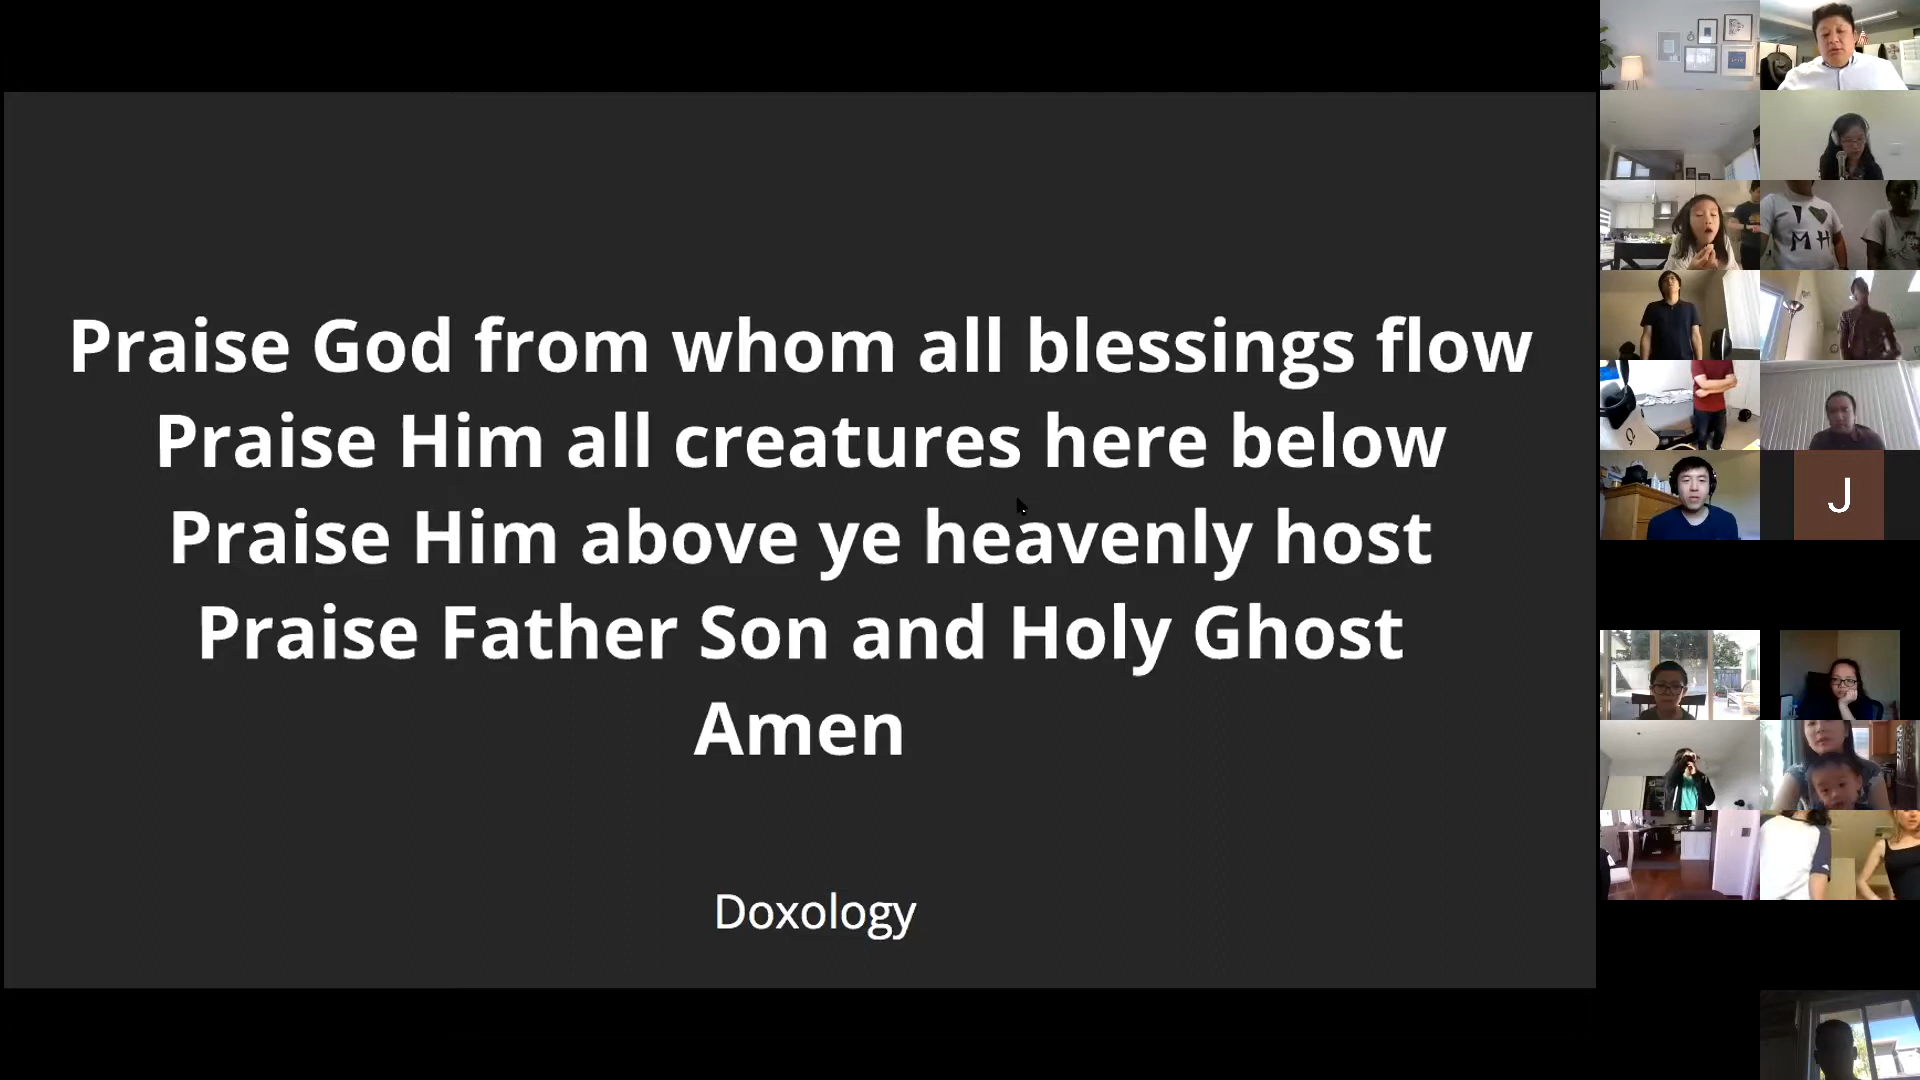 Praise God from whom all blessings flow
Praise Him all creatures here below
Praise Him above ye heavenly host
Praise Father Son and Holy Ghost
Amen
Doxology
I
MH
J